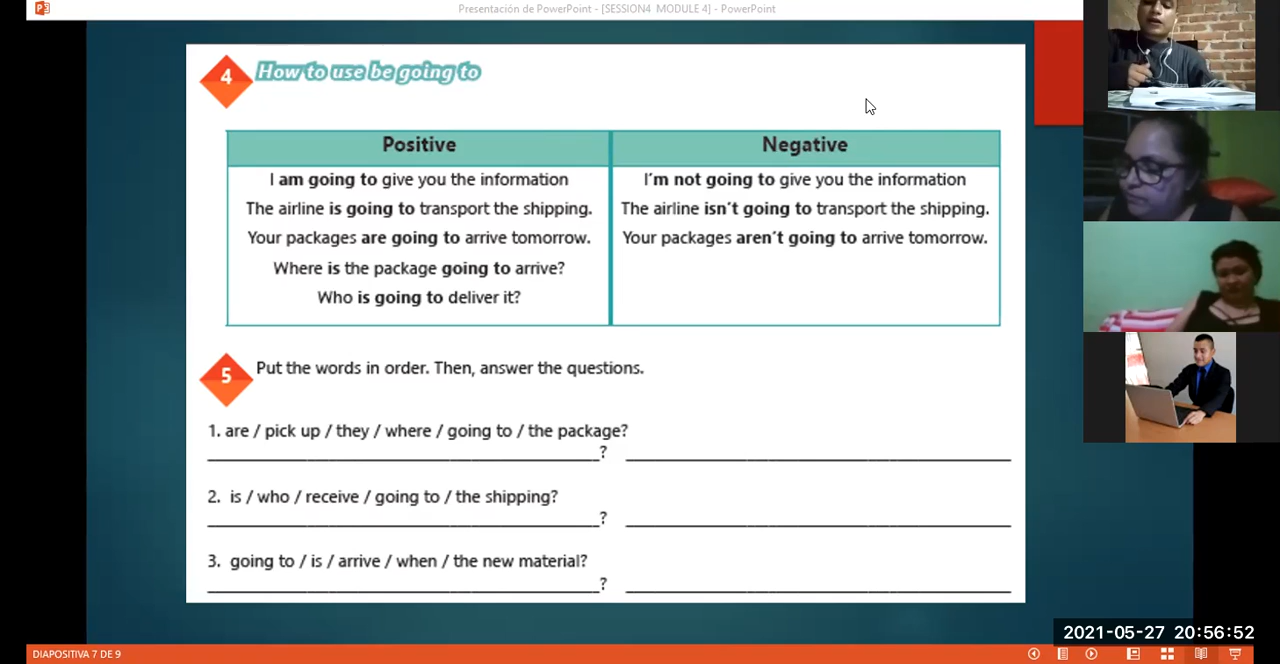 Presentación de PowerPoint - [SESSION4  MODULE 4] - PowerPoint
4
How to use be going to
Positive
Negative
I am going to give you the information
I'm not going to give you the information
The airline is going to transport the shipping.
The airline isn't going to transport the shipping.
Your packages are going to arrive tomorrow.
Your packages aren't going to arrive tomorrow.
Where is the package going to arrive?
Who is going to deliver it?
5
Put the words in order. Then, answer the questions.
1. are / pick up / they / where / going to / the package?
?
2. is / who / receive / going to / the shipping?
?
3. going to / is / arrive / when / the new material?
?
2021-05-27 20:56:52
DIAPOSITIVA 7 DE 9